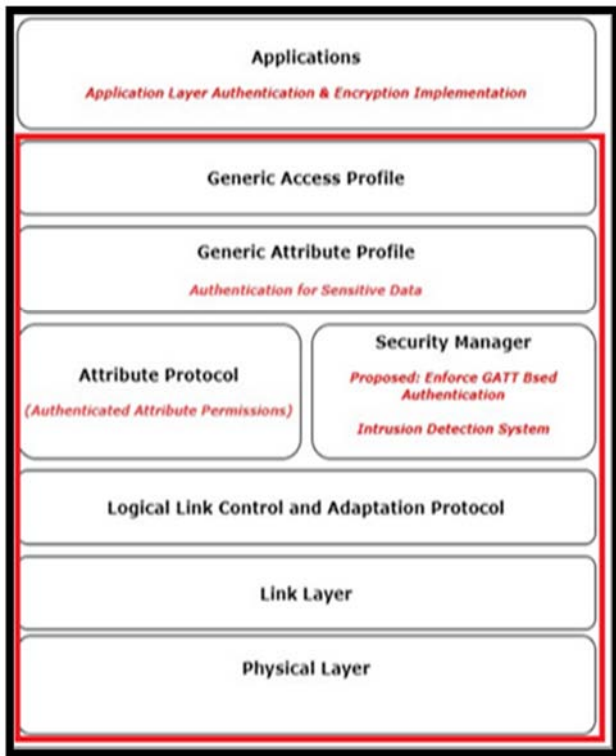 Applications
Application Layer Authentication & Encryption Implementation
Generic Access Profile
Generic Attribute Profile
Authentication for Sensitive Data
Attribute Protocol
(Authenticated Attribute Permissions)
Security Manager
Proposed: Enforce GATT Bsed
Authentication
Intrusion Detection System
Logical Link Control and Adaptation Protocol
Link Layer
Physical Layer